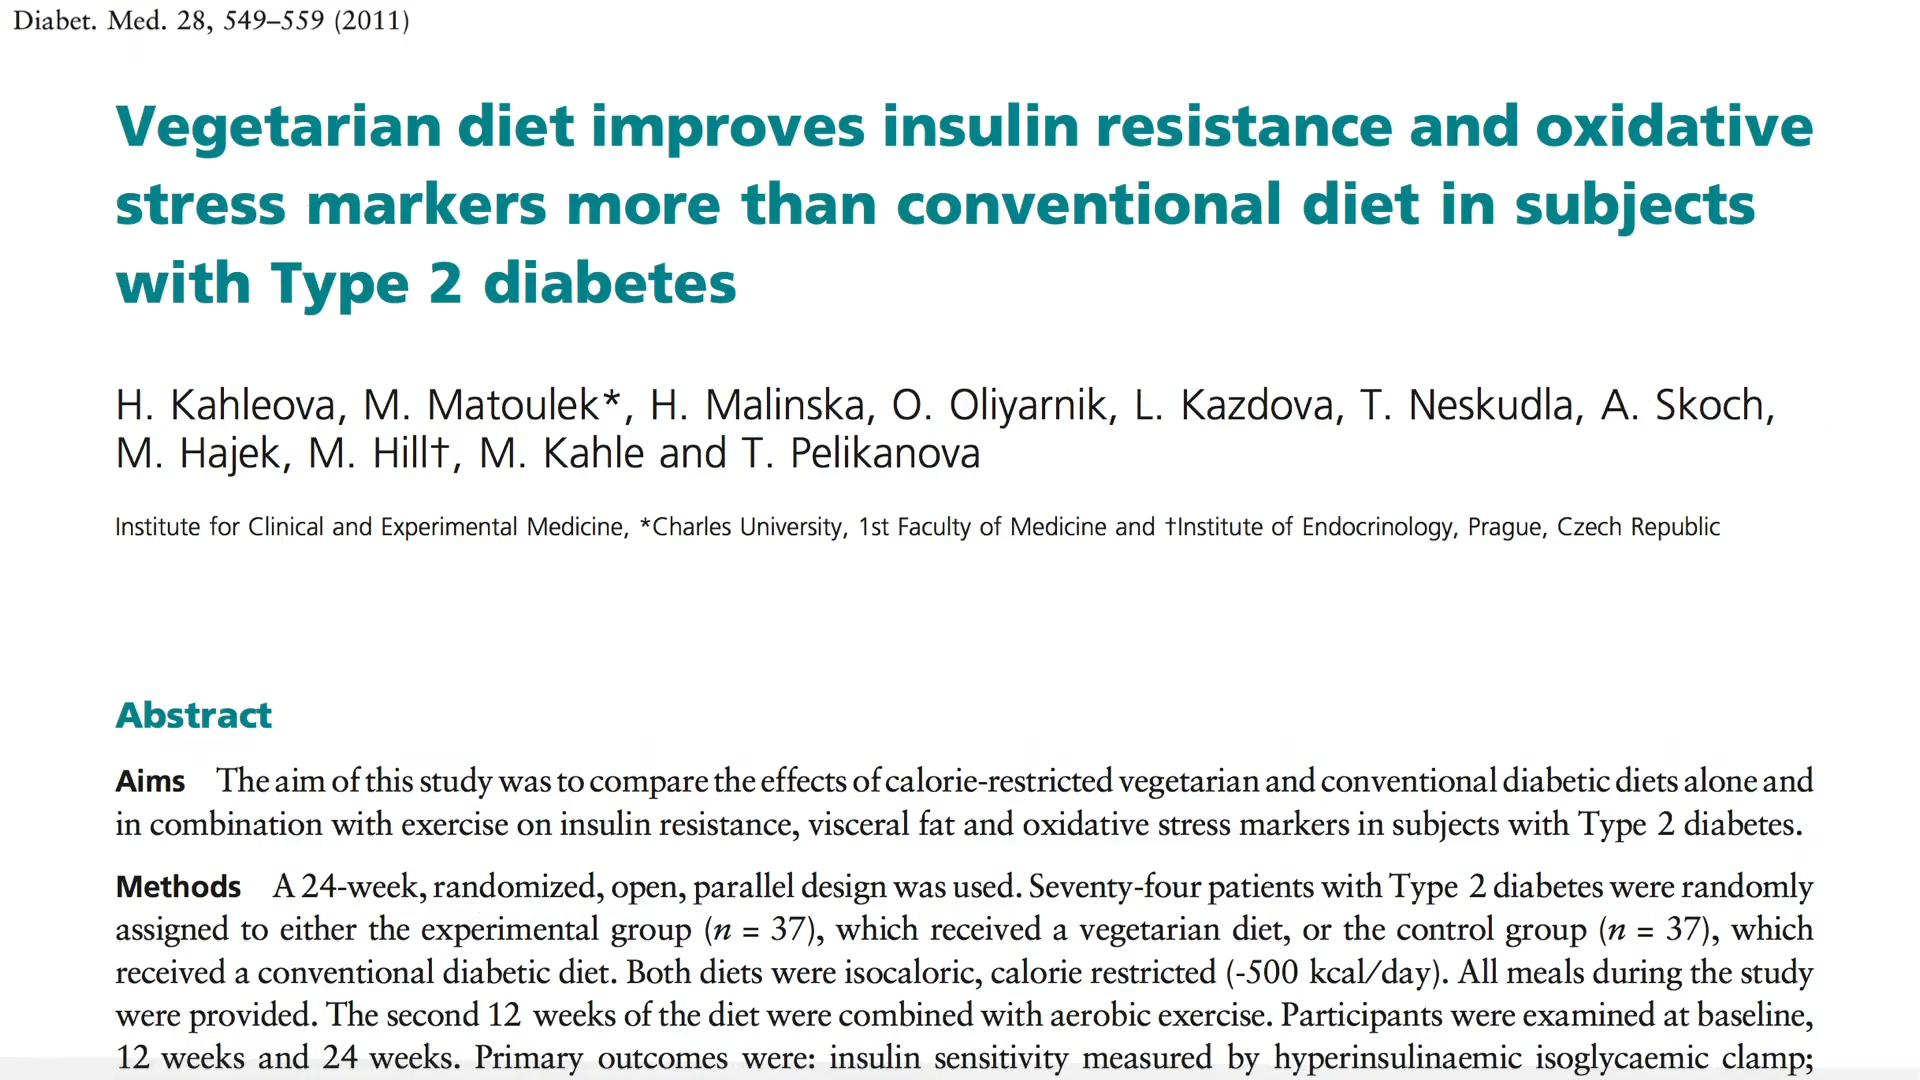 Diabet. Med. 28, 549–559 (2011)
Vegetarian diet improves insulin resistance and oxidative
stress markers more than conventional diet in subjects
with Type 2 diabetes
H. Kahleova, M. Matoulek*, H. Malinska, O. Oliyarnik, L. Kazdova, T. Neskudla, A. Skoch,
M. Hajek, M. Hill†, M. Kahle and T. Pelikanova
Institute for Clinical and Experimental Medicine, *Charles University, 1st Faculty of Medicine and †Institute of Endocrinology, Prague, Czech Republic
Abstract
Aims The aim of this study was to compare the effects of calorie-restricted vegetarian and conventional diabetic diets alone and
in combination with exercise on insulin resistance, visceral fat and oxidative stress markers in subjects with Type 2 diabetes.
Methods A 24-week, randomized, open, parallel design was used. Seventy-four patients with Type 2 diabetes were randomly
assigned to either the experimental group (n = 37), which received a vegetarian diet, or the control group (n = 37), which
received a conventional diabetic diet. Both diets were isocaloric, calorie restricted (-500 kcal/day). All meals during the study
were provided. The second 12 weeks of the diet were combined with aerobic exercise. Participants were examined at baseline,
12 weeks and 24 weeks. Primary outcomes were: insulin sensitivity measured by hyperinsulinaemic isoglycaemic clamp;